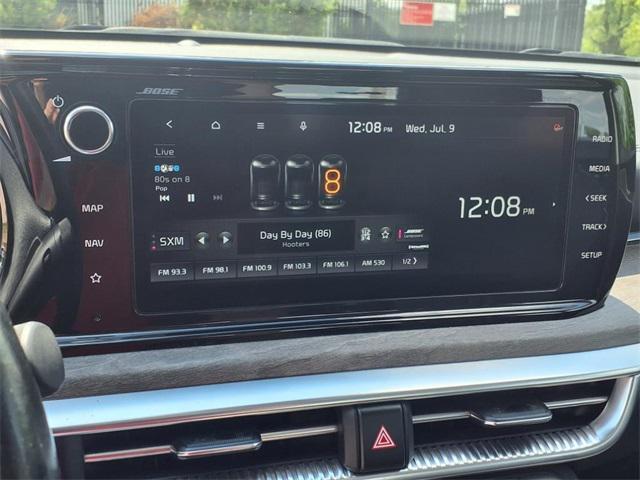 BOSE
12:08 PM Wed, Jul. 9
Live
80s on 8
Pop
8
SXM
Day By Day (86)
Hooters
BOSE
12:08 PM
FM 93.3 FM 98.1 FM 100.9 FM 103.3 FM 106.1 AM 530 1/2 >
MAP
NAV
RADIO
MEDIA
< SEEK
TRACK >
SETUP